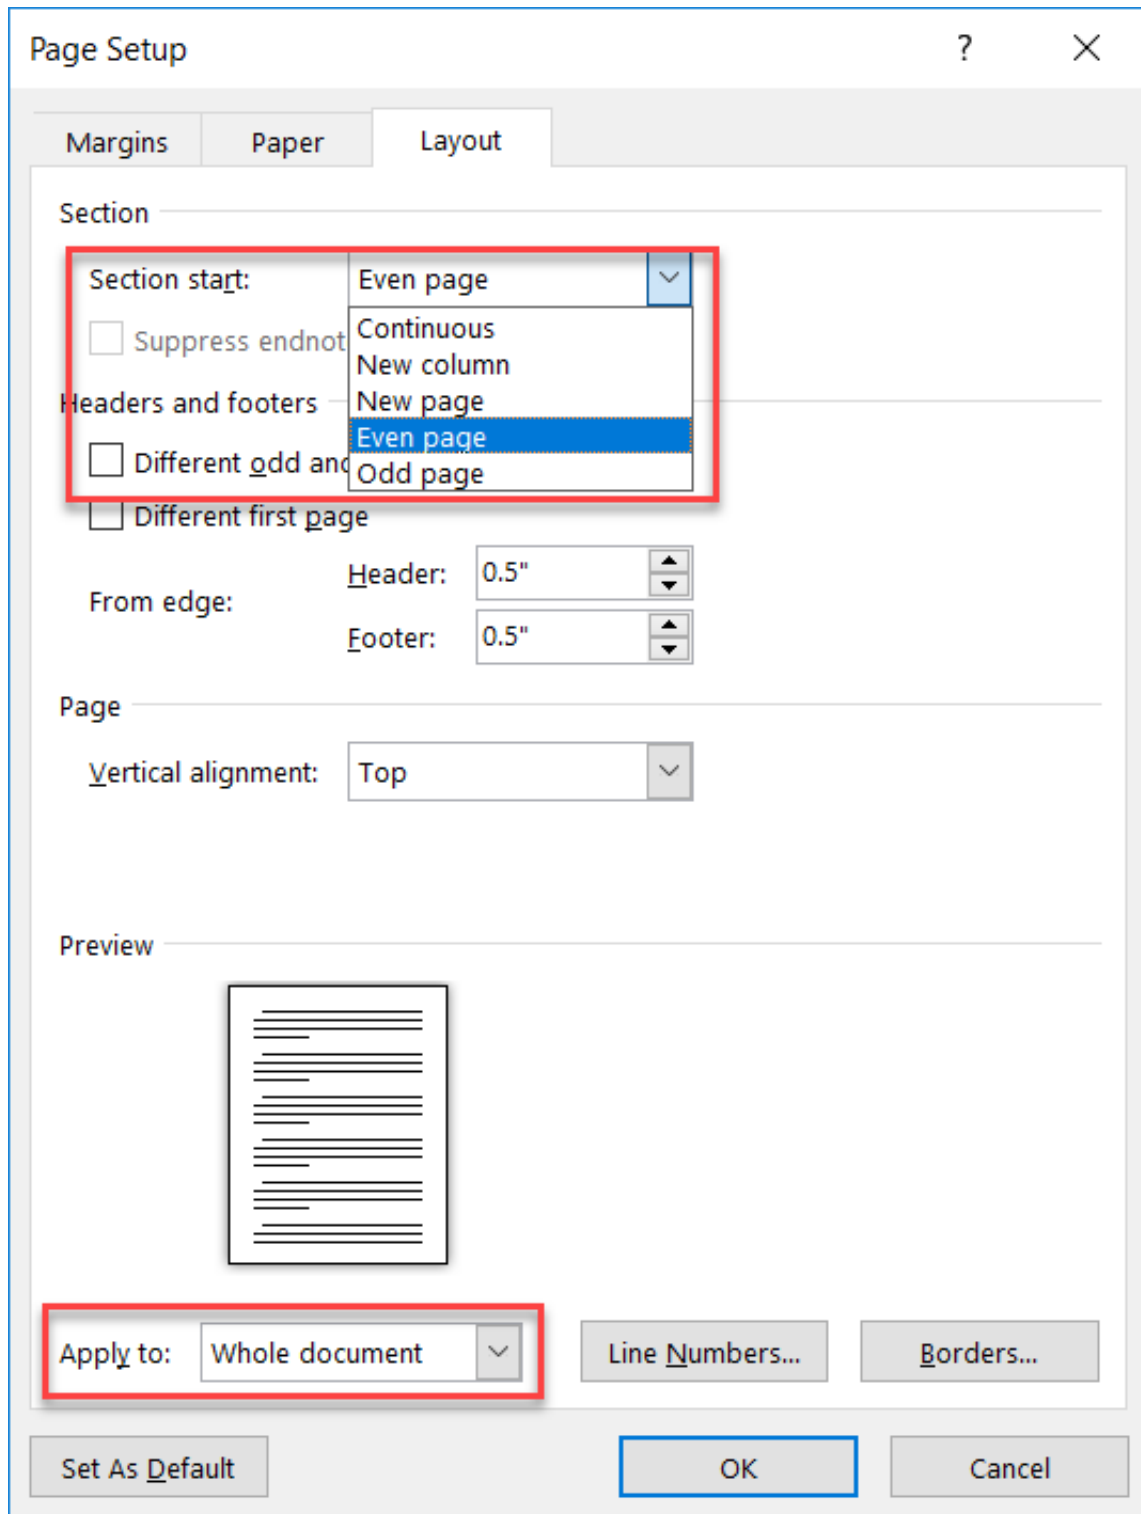 Page Setup ?
Margins Paper Layout
Section
Section start: Even page
Continuous
Suppress endnot
New column
Headers and footers New page
Even page
Different odd and
Odd page
Different first page
Header: 0.5"
From edge:
Footer: 0.5"
Page
Vertical alignment: Top
Preview
Apply to: Whole document Line Numbers... Borders...
Set As Default OK Cancel